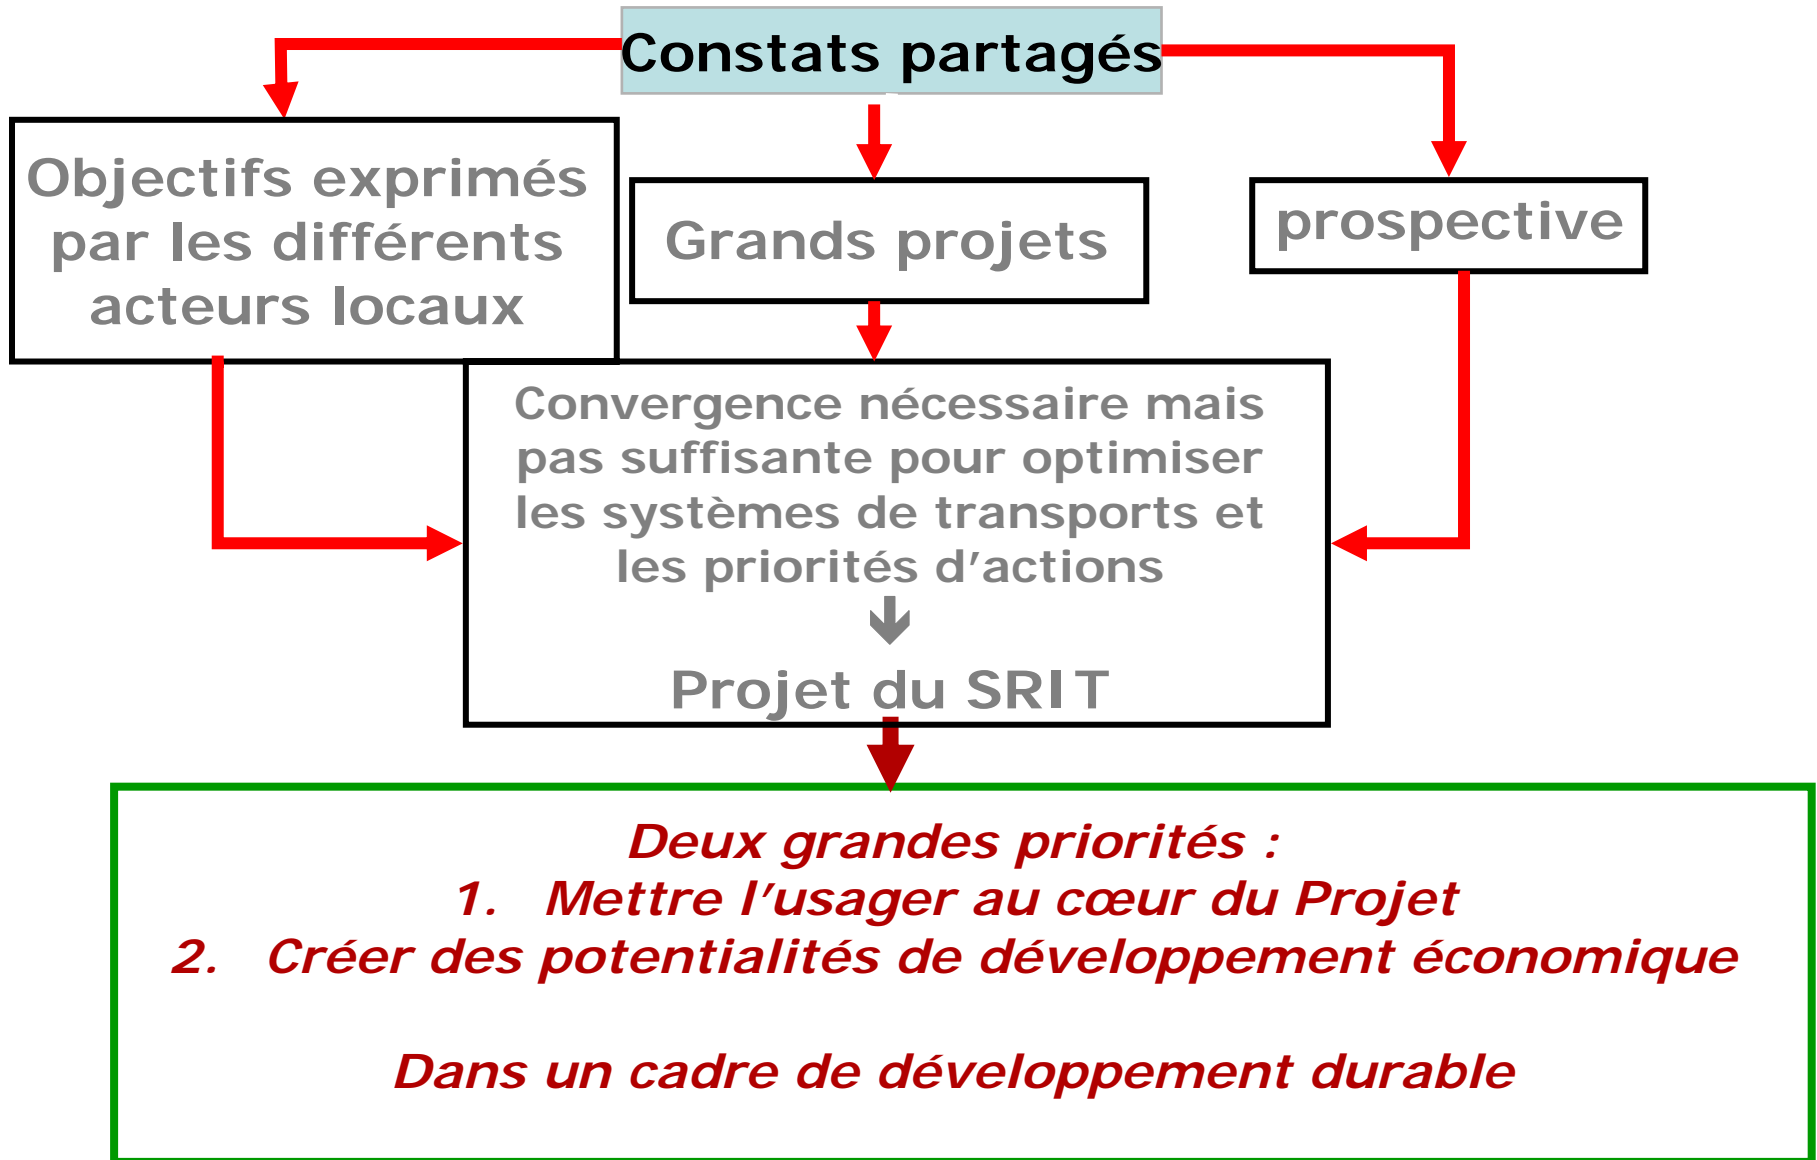 Constats partagés
Objectifs exprimés
par les différents
acteurs locaux
Grands projets
prospective
Convergence nécessaire mais
pas suffisante pour optimiser
les systèmes de transports et
les priorités d’actions
Projet du SRIT
Deux grandes priorités :
1. Mettre l’usager au cœur du Projet
2. Créer des potentialités de développement économique
Dans un cadre de développement durable